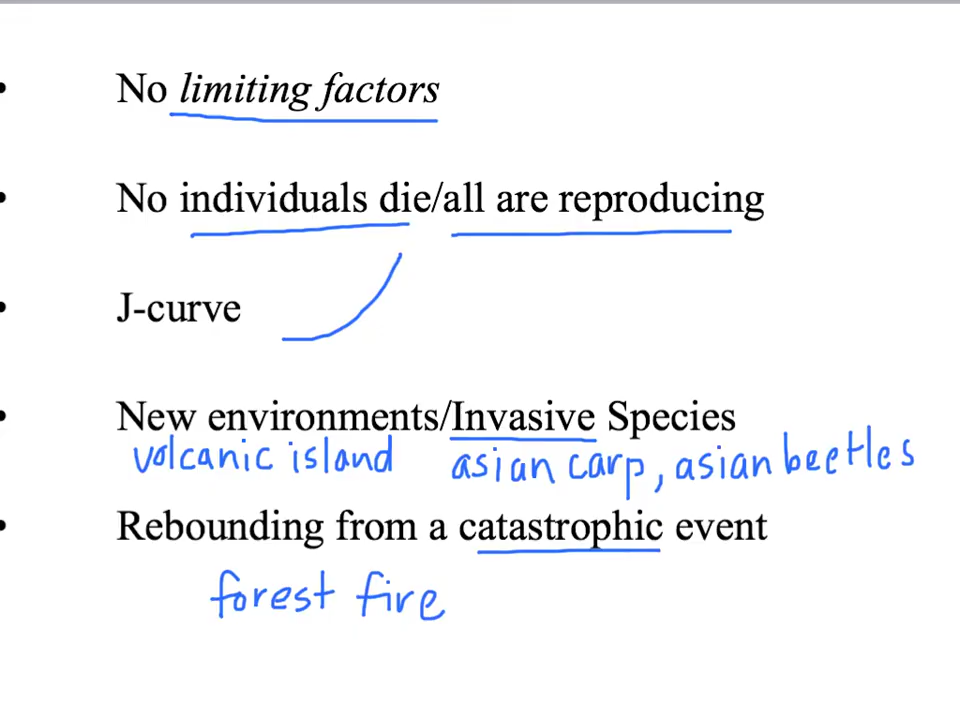 • No limiting factors
• No individuals die/all are reproducing
• J-curve
• New environments/Invasive Species
volcanic island asian carp, asian beetles
• Rebounding from a catastrophic event
forest fire